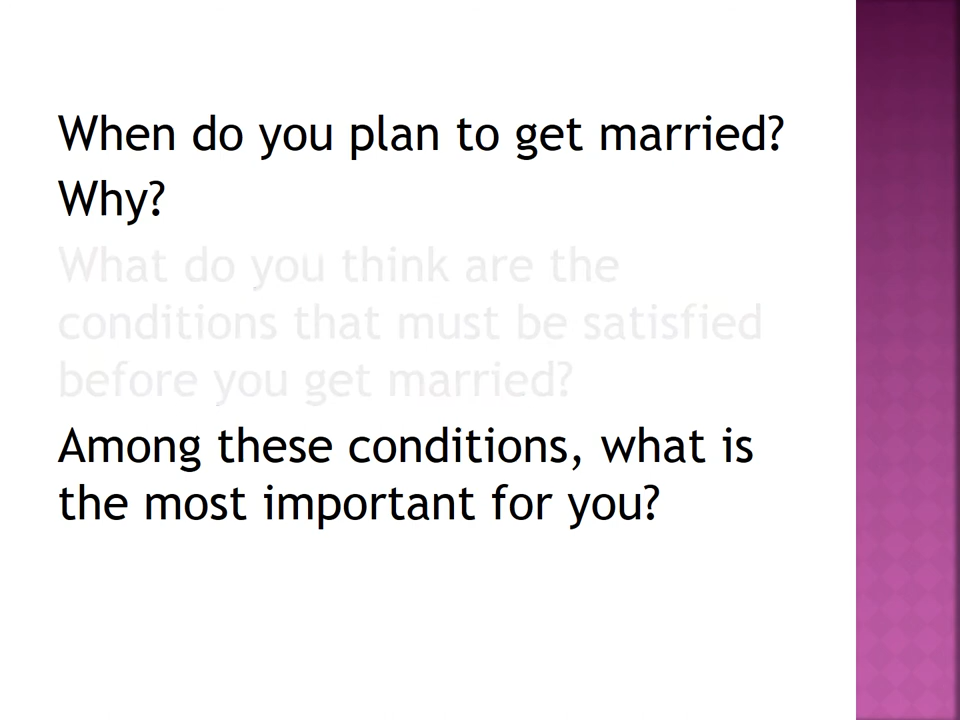 When do you plan to get married?
Why?
What do you think are the
conditions that must be satisfied
before you get married?
Among these conditions, what is
the most important for you?